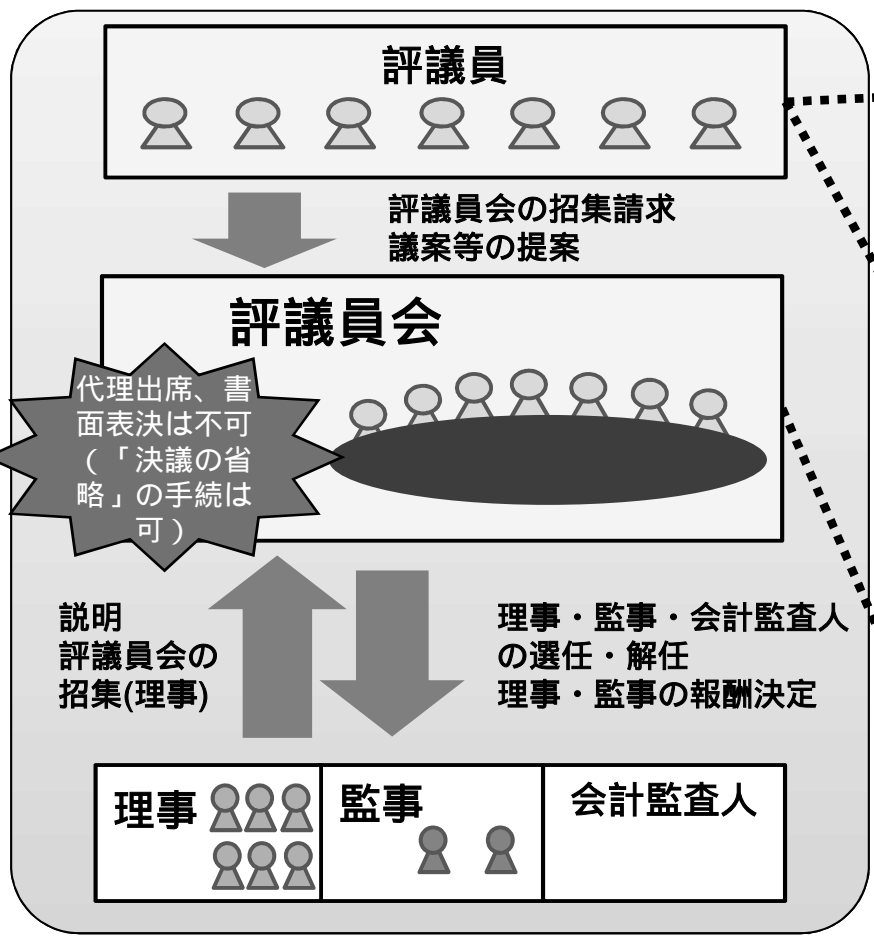 評議員
評議員会の招集請求
議案等の提案
評議員会
代理出席、書
面表決は不可
(「決議の省
略」の手続は
可)
説明
評議員会の
招集(理事)
理事・監事・会計監査人
の選任・解任
理事・監事の報酬決定
理事
監事
会計監査人